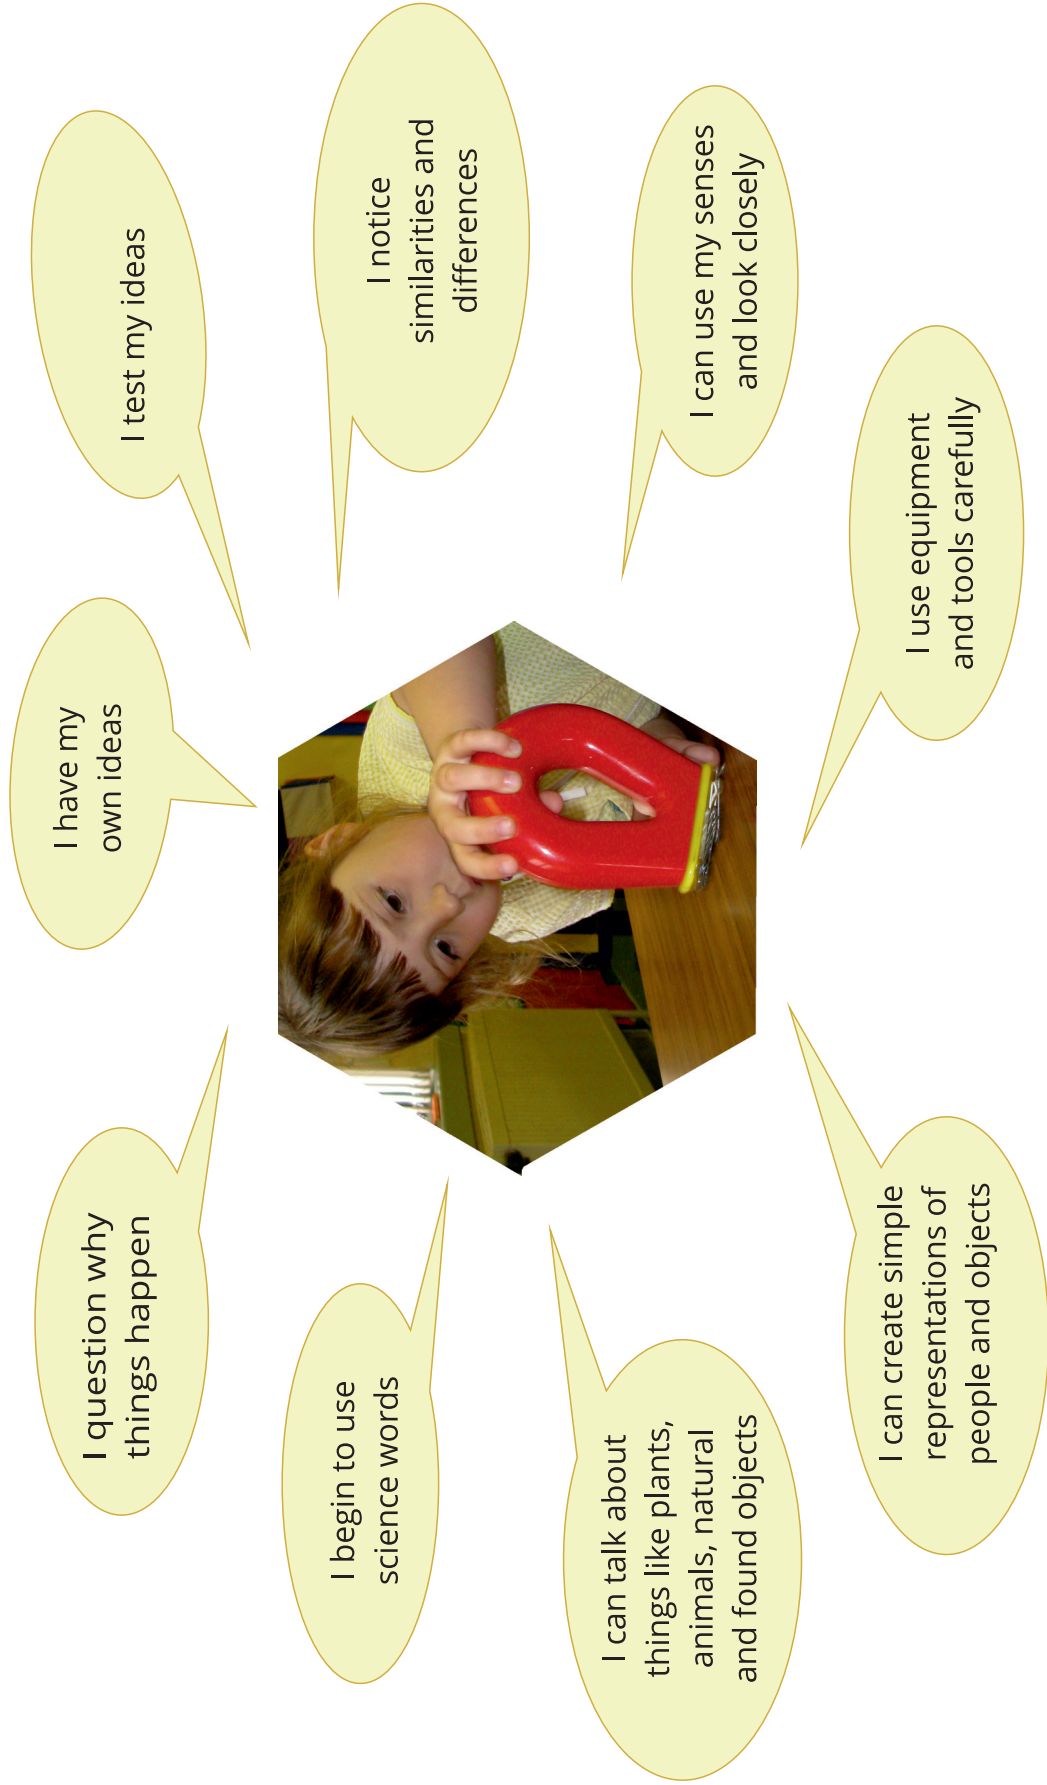 I question why
things happen
I have my
own ideas
I test my ideas
I notice
similarities and
differences
I can use my senses
and look closely
I use equipment
and tools carefully
I can create simple
representations of
people and objects
I can talk about
things like plants,
animals, natural
and found objects
I begin to use
science words